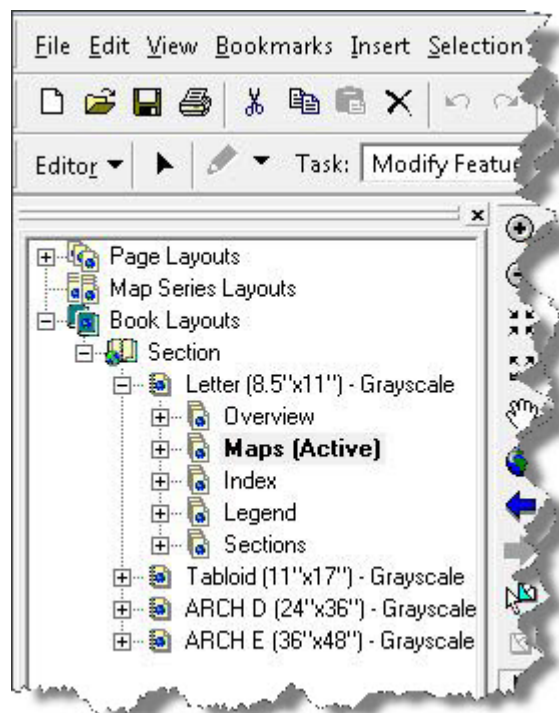 File Edit View Bookmarks Insert Selection
Editor Task: Modify Featu
Page Layouts
Map Series Layouts
Book Layouts
Section
Letter (8.5"x11") - Grayscale
Overview
Maps (Active)
Index
Legend
Sections
Tabloid (11"x17") - Grayscale
ARCH D (24"x36") - Grayscale
ARCH E (36"x48") - Grayscale